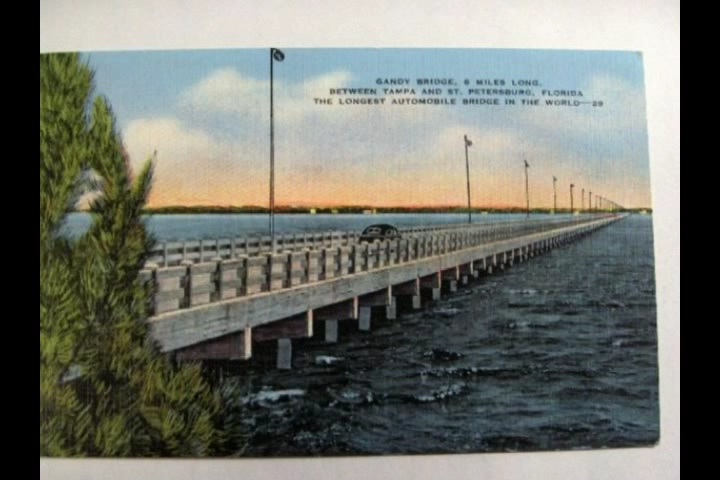 GANDY BRIDGE, 6 MILES LONG,
BETWEEN TAMPA AND ST. PETERSBURG, FLORIDA
THE LONGEST AUTOMOBILE BRIDGE IN THE WORLD—29